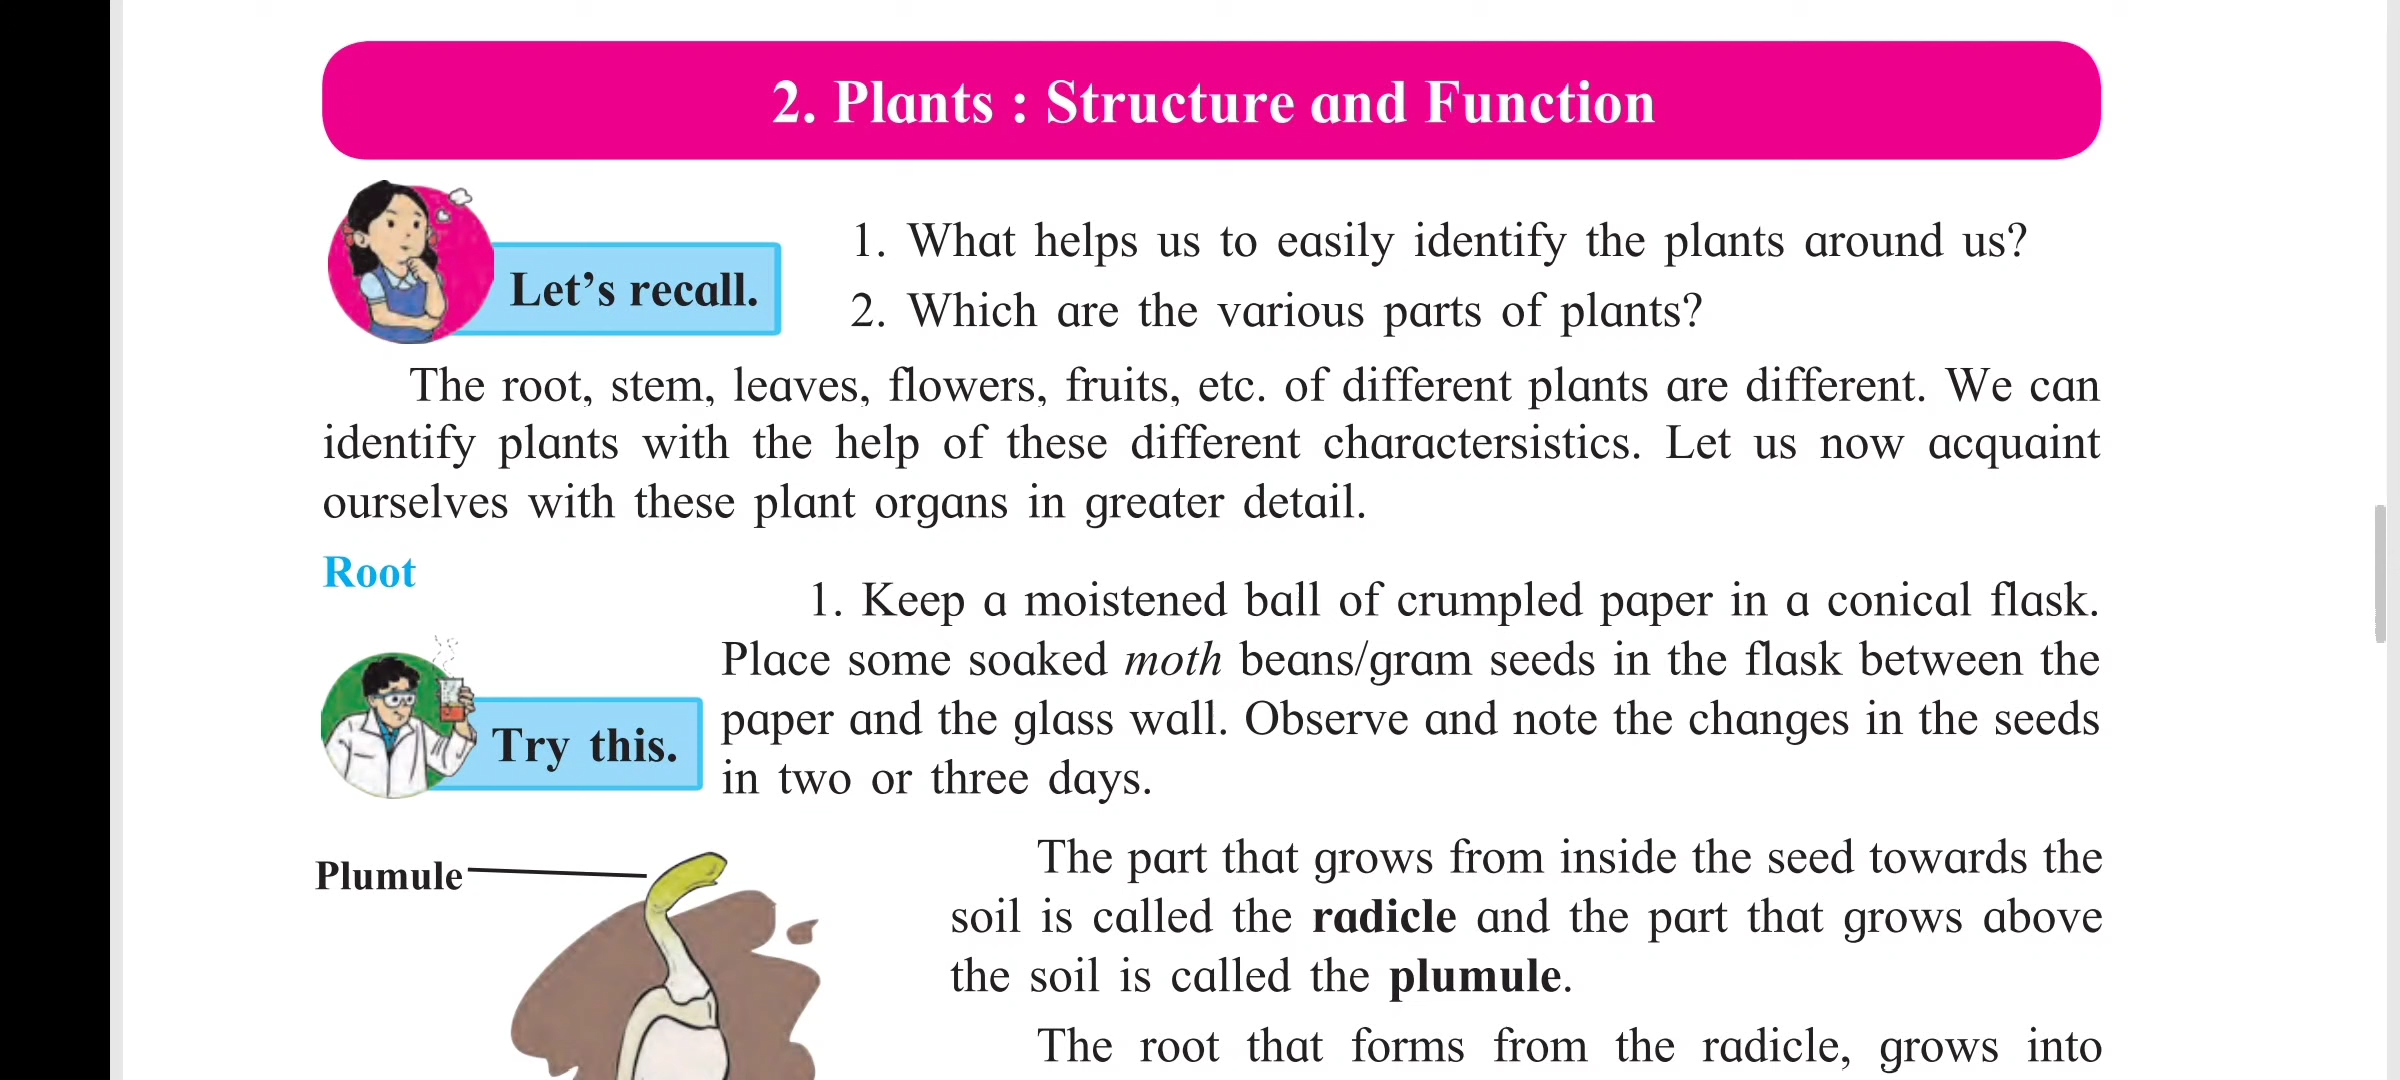 2. Plants : Structure and Function
1. What helps us to easily identify the plants around us?
Let's recall.
2. Which are the various parts of plants?
The root, stem, leaves, flowers, fruits, etc. of different plants are different. We can
identify plants with the help of these different charactersistics. Let us now acquaint
ourselves with these plant organs in greater detail.
Root
1. Keep a moistened ball of crumpled paper in a conical flask.
Place some soaked moth beans/gram seeds in the flask between the
paper and the glass wall. Observe and note the changes in the seeds
in two or three days.
Try this.
Plumule
The part that grows from inside the seed towards the
soil is called the radicle and the part that grows above
the soil is called the plumule.
The root that forms from the radicle, grows into